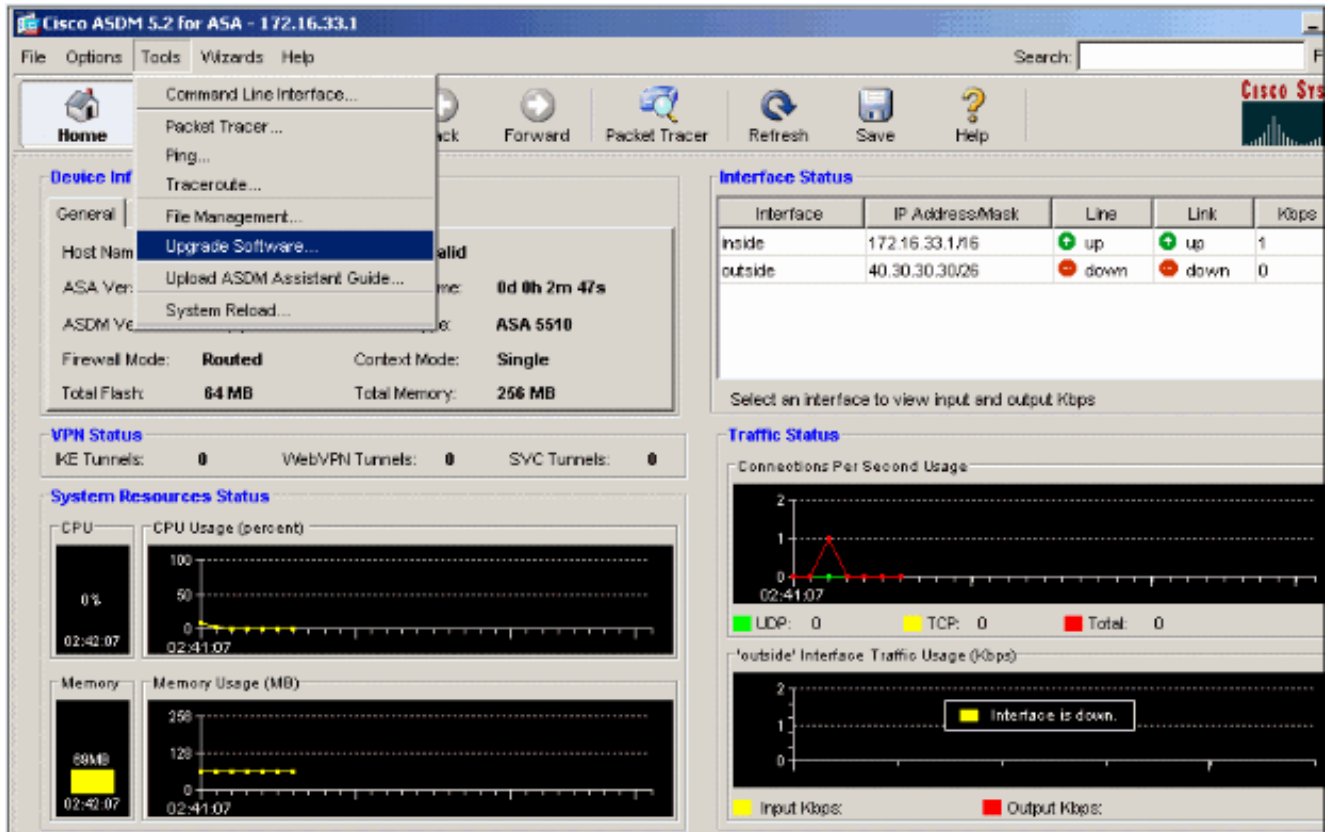 Cisco ASDM 5.2 for ASA - 172.16.33.1
File Options Tools Wizards Help Search:
Command Line Interface...
Packet Tracer...
Ping...
Traceroute...
File Management...
Upgrade Software...
Upload ASDM Assistant Guide...
System Reload...
Home
Forward
Packet Tracer
Refresh
Save
Help
Cisco Sys
Device Inf
General
Host Nam alid
ASA Ver me: 0d 0h 2m 47s
ASDM Ve ASA 5510
Firewall Mode: Routed Context Mode: Single
Total Flash: 64 MB Total Memory: 256 MB
Interface Status
Interface IP Address/Mask Line Link Kbps
inside 172.16.33.1/16 up up 1
outside 40.30.30.30/26 down down 0
Select an interface to view input and output Kbps
VPN Status
IKE Tunnels: 0 WebVPN Tunnels: 0 SVC Tunnels: 0
System Resources Status
CPU
0%
02:42:07
CPU Usage (percent)
100
50
0
02:41:07
Memory
69MB
02:42:07
Memory Usage (MB)
256
128
0
02:41:07
Traffic Status
Connections Per Second Usage
2
1
0
02:41:07
UDP: 0 TCP: 0 Total: 0
'outside' Interface Traffic Usage (Kbps)
2
1
0
Interface is down.
Input Kbps: Output Kbps: